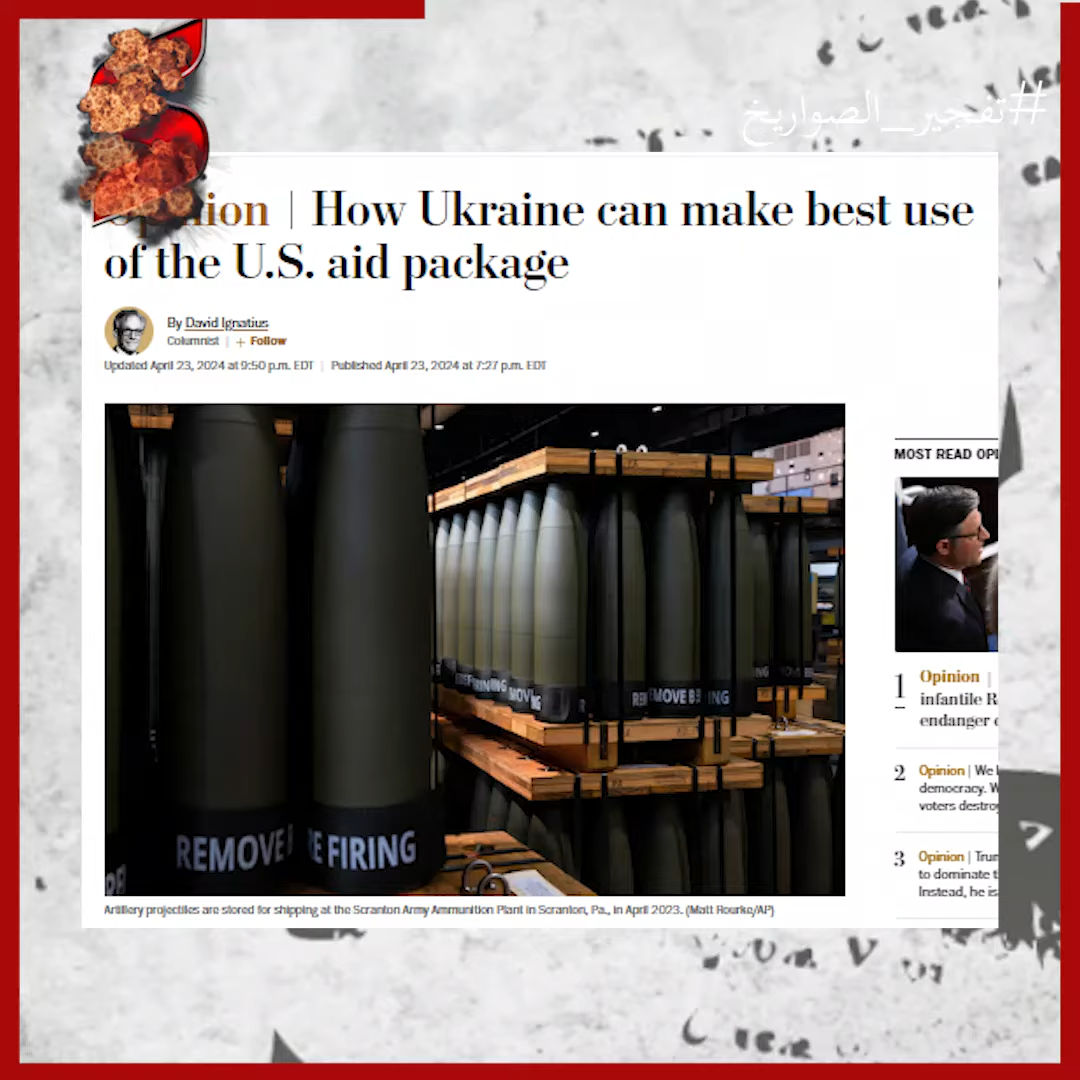 #تفجير_الصواريخ
Opinion | How Ukraine can make best use
of the U.S. aid package
By David Ignatius
Columnist | + Follow
Updated April 23, 2024 at 9:50 p.m. EDT | Published April 23, 2024 at 7:27 p.m. EDT
MOST READ OPI
REMOVE B
RE FIRING
REMOVE BE
ING
Artillery projectiles are stored for shipping at the Scranton Army Ammunition Plant in Scranton, Pa., in April 2023. (Matt Rourke/AP)
1 Opinion |
infantile R
endanger
2 Opinion | We
democracy. W
voters destroy
3 Opinion | Trum
to dominate t
Instead, he is